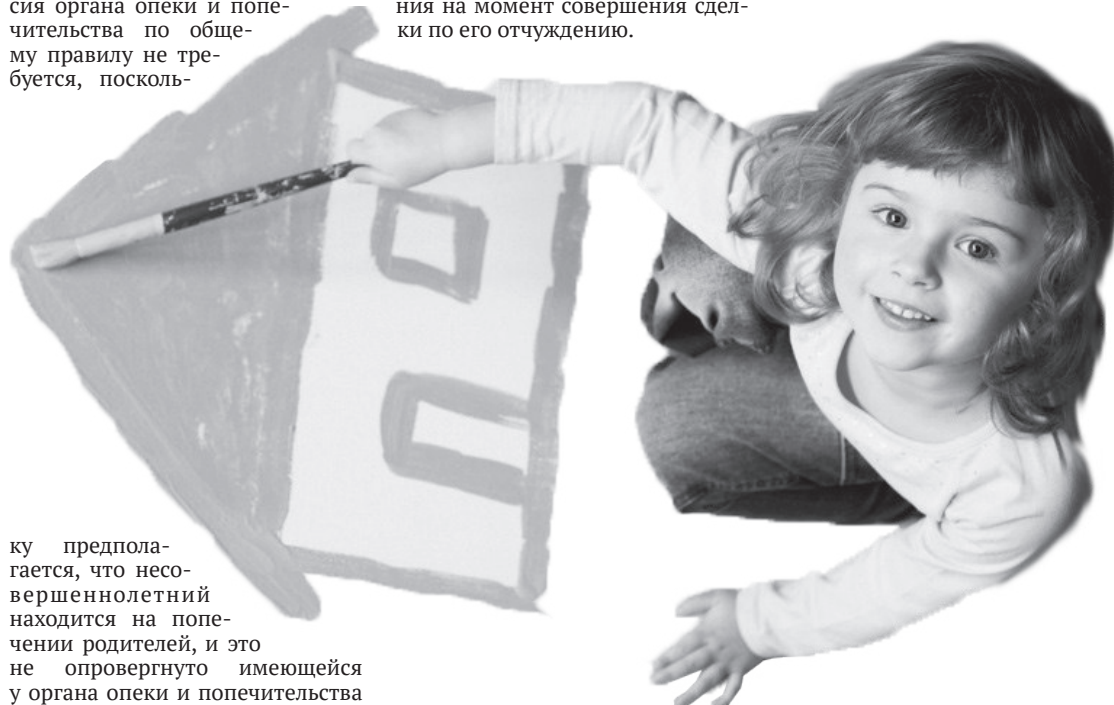 сия органа опеки и попе-
чительства по обще-
му правилу не тре-
буется, посколь-
ку предпола-
гается, что несо-
вершеннолетний
находится на попе-
чении родителей, и это
не опровергнуто имеющейся
у органа опеки и попечительства
ния на момент совершения сдел-
ки по его отчуждению.